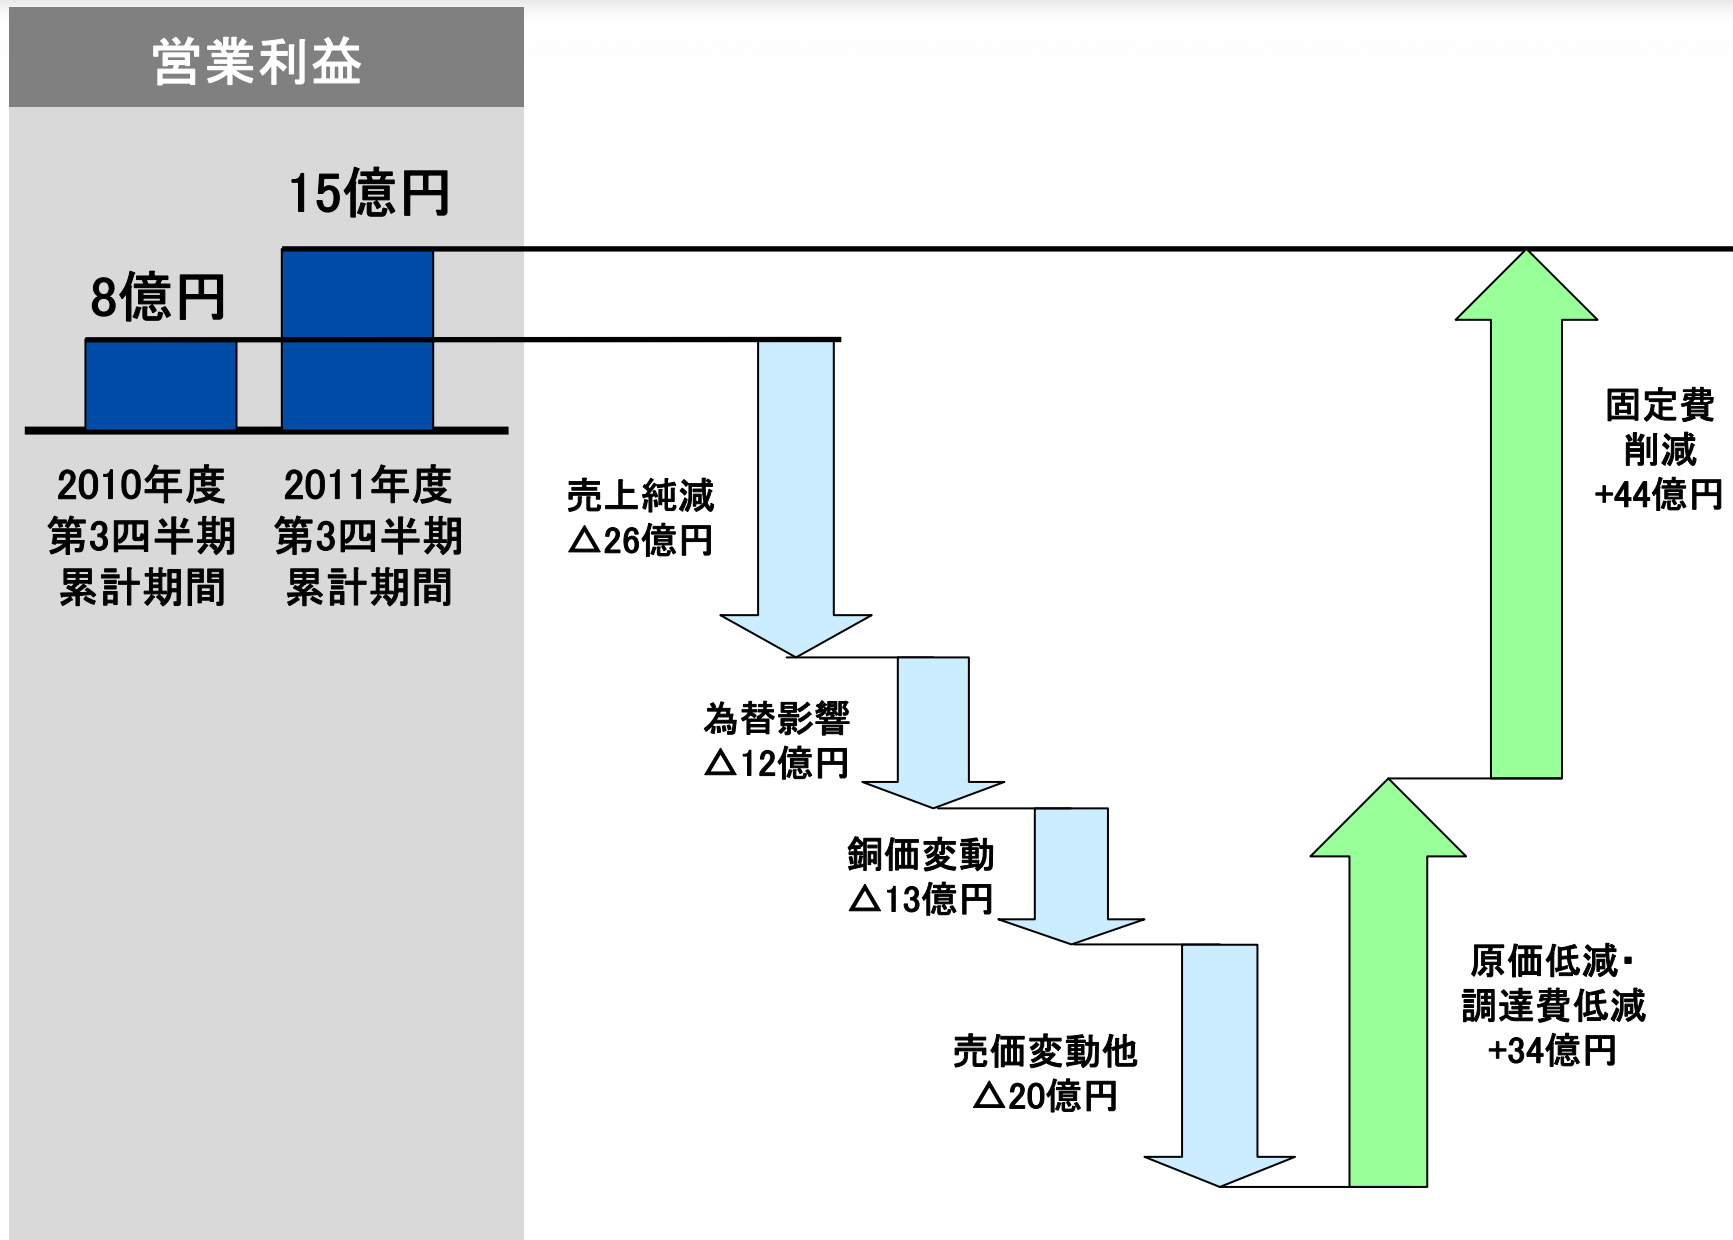 営業利益
15億円
8億円
2010年度
第3四半期
累計期間
2011年度
第3四半期
累計期間
売上純減
△26億円
為替影響
△12億円
銅価変動
△13億円
売価変動他
△20億円
原価低減・
調達費低減
+34億円
固定費
削減
+44億円